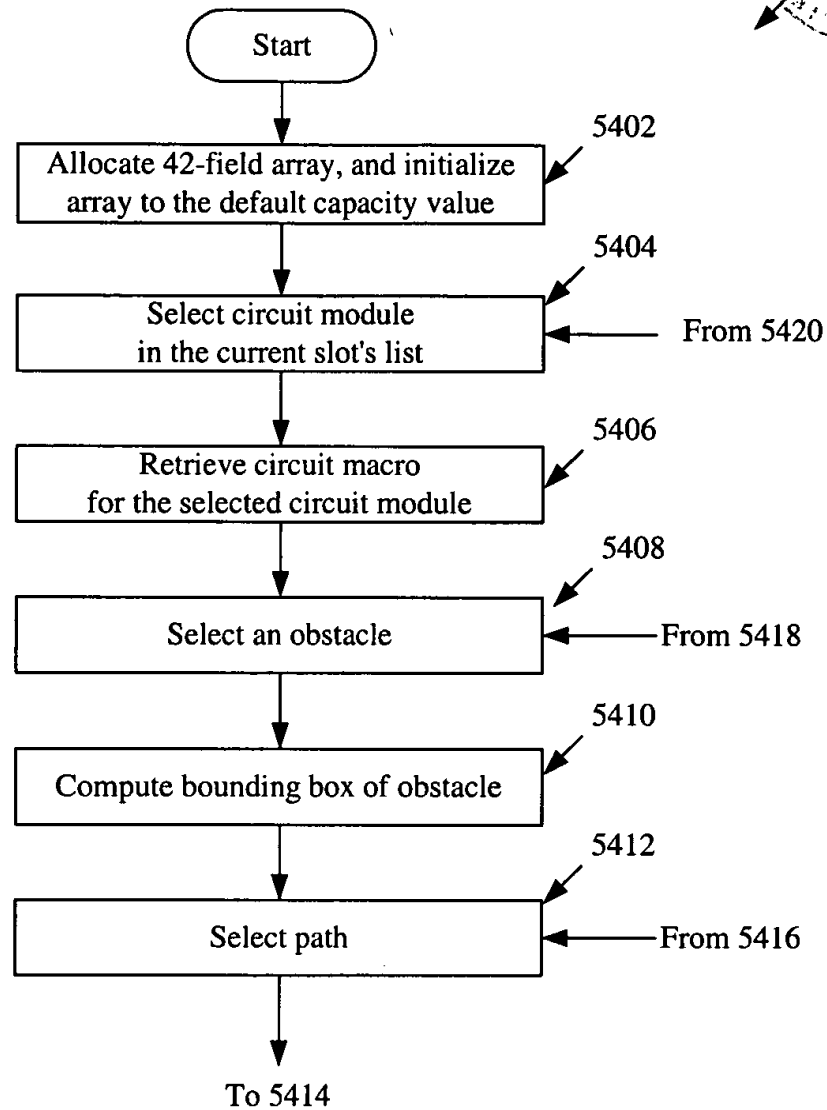 Start
5402
Allocate 42-field array, and initialize
array to the default capacity value
5404
Select circuit module
in the current slot's list
From 5420
5406
Retrieve circuit macro
for the selected circuit module
5408
Select an obstacle
From 5418
5410
Compute bounding box of obstacle
5412
Select path
From 5416
To 5414